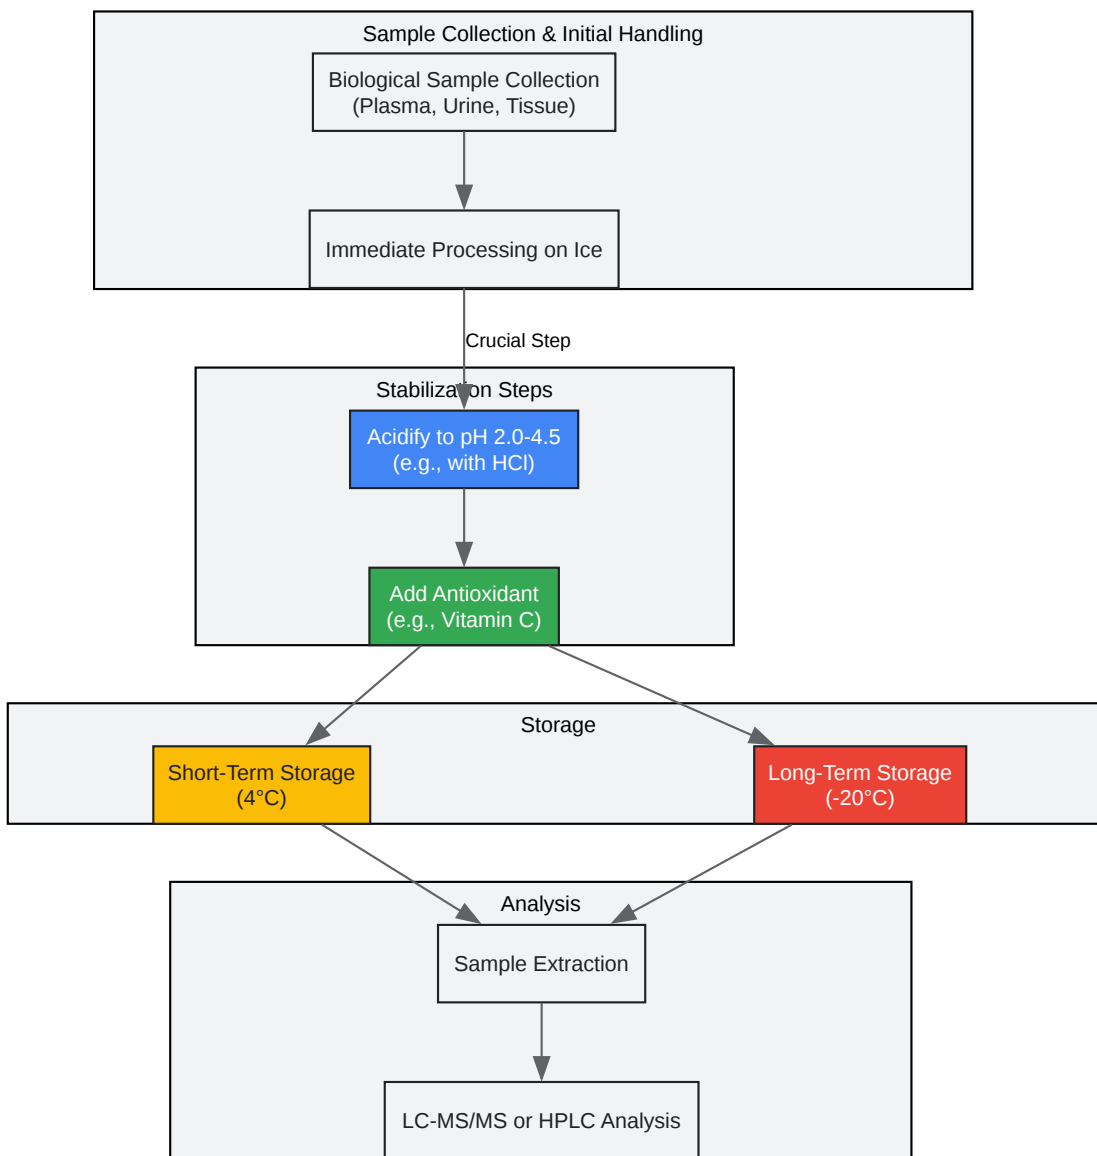 Sample Collection & Initial Handling
Biological Sample Collection
(Plasma, Urine, Tissue)
Immediate Processing on Ice
Crucial Step
Stabilization Steps
Acidify to pH 2.0-4.5
(e.g., with HCl)
Add Antioxidant
(e.g., Vitamin C)
Storage
Short-Term Storage
(4°C)
Long-Term Storage
(-20°C)
Analysis
Sample Extraction
LC-MS/MS or HPLC Analysis